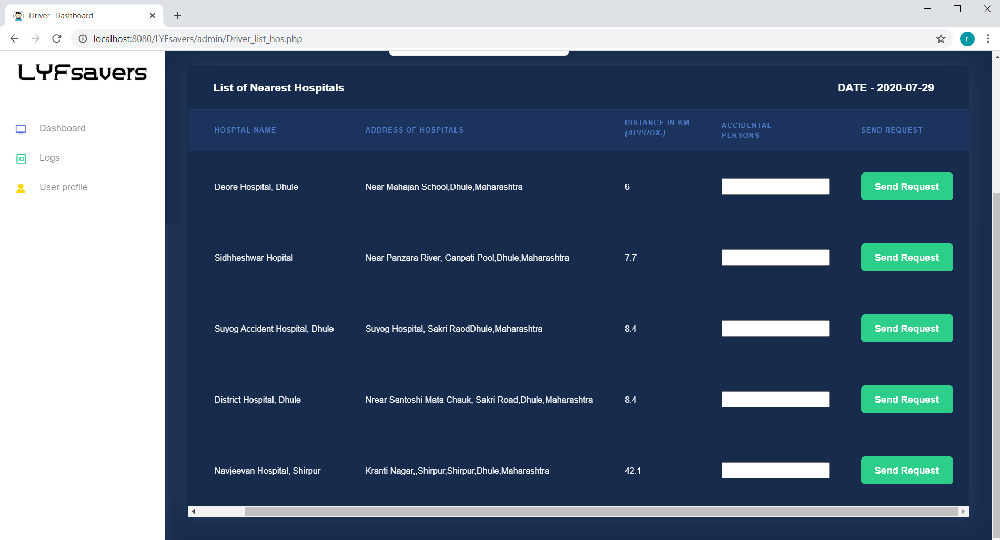 Driver- Dashboard
localhost:8080/LYFsavers/admin/Driver_list_hos.php
r
LYFsavers
Dashboard
Logs
User profile
List of Nearest Hospitals
DATE - 2020-07-29
HOSPTAL NAME
ADDRESS OF HOSPITALS
DISTANCE IN KM
(APPROX.)
ACCIDENTAL
PERSONS
SEND REQUEST
Deore Hospital, Dhule
Near Mahajan School,Dhule,Maharashtra
6
Send Request
Sidhheshwar Hopital
Near Panzara River, Ganpati Pool,Dhule,Maharashtra
7.7
Send Request
Suyog Accident Hospital, Dhule
Suyog Hospital, Sakri RaodDhule,Maharashtra
8.4
Send Request
District Hospital, Dhule
Nrear Santoshi Mata Chauk, Sakri Road,Dhule,Maharashtra
8.4
Send Request
Navjeevan Hospital, Shirpur
Kranti Nagar,,Shirpur,Shirpur,Dhule,Maharashtra
42.1
Send Request